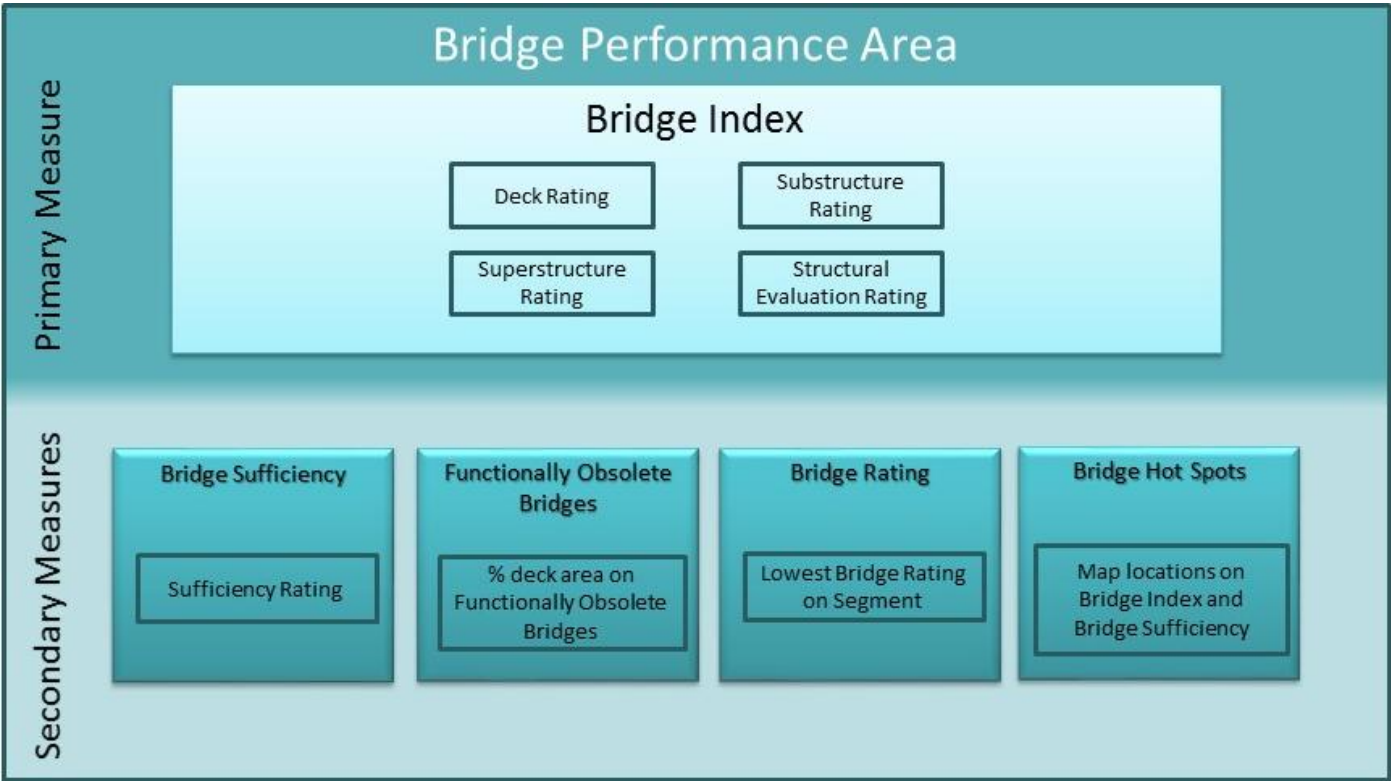 Bridge Performance Area
Primary Measure
Bridge Index
Deck Rating
Substructure
Rating
Superstructure
Rating
Structural
Evaluation Rating
Secondary Measures
Bridge Sufficiency
Sufficiency Rating
Functionally Obsolete
Bridges
% deck area on
Functionally Obsolete
Bridges
Bridge Rating
Lowest Bridge Rating
on Segment
Bridge Hot Spots
Map locations on
Bridge Index and
Bridge Sufficiency